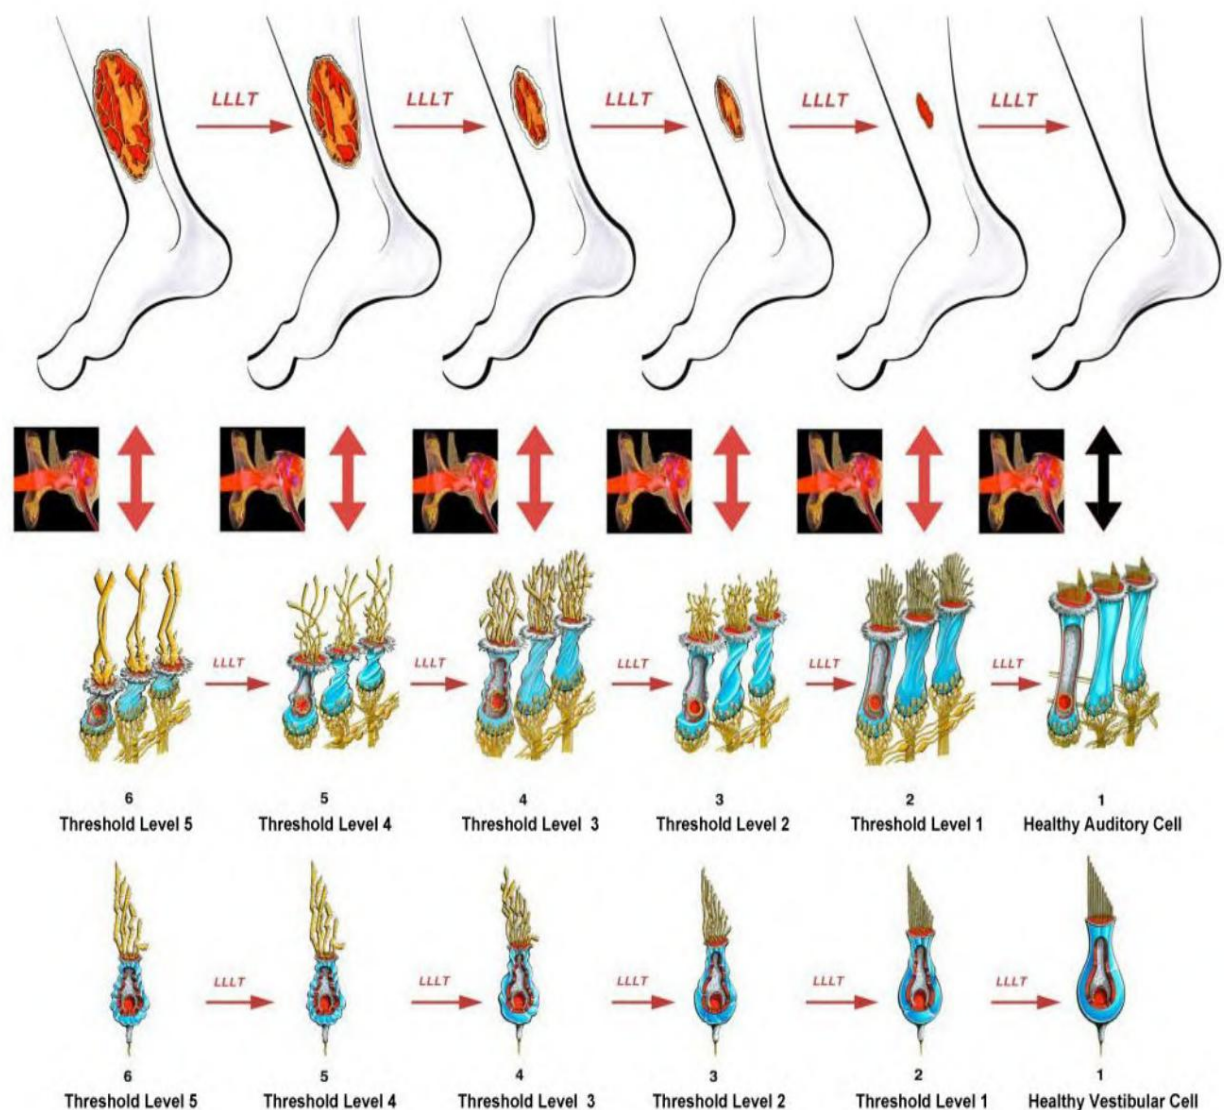 LLLT LLLT LLLT LLLT LLLT
LLLT LLLT LLLT LLLT LLLT
6 5 4 3 2 1
Threshold Level 5 Threshold Level 4 Threshold Level 3 Threshold Level 2 Threshold Level 1 Healthy Auditory Cell
LLLT LLLT LLLT LLLT LLLT
6 5 4 3 2 1
Threshold Level 5 Threshold Level 4 Threshold Level 3 Threshold Level 2 Threshold Level 1 Healthy Vestibular Cell